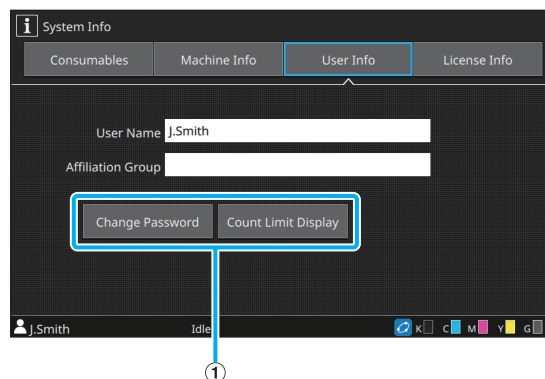 i System Info
Consumables Machine Info User Info License Info
User Name J.Smith
Affiliation Group
Change Password Count Limit Display
J.Smith Idle K C M Y G
1